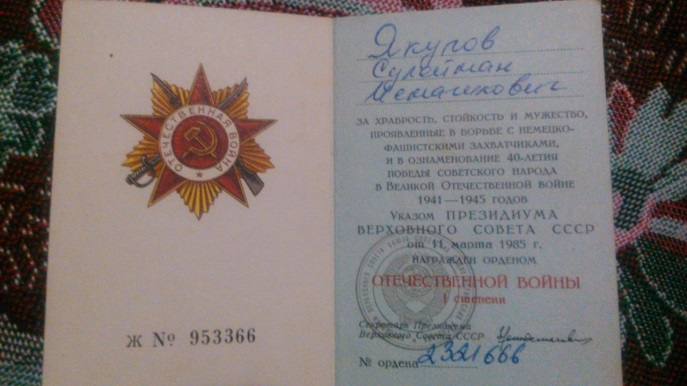 ОТЕЧЕСТВЕННАЯ ВОЙНА
Ж № 953366
Якупов
Сулейман
ЗА ХРАБРОСТЬ, СТОЙКОСТЬ И МУЖЕСТВО,
ПРОЯВЛЕННЫЕ В БОРЬБЕ С НЕМЕЦКО-
ФАШИСТСКИМИ ЗАХВАТЧИКАМИ,
И В ОЗНАМЕНОВАНИЕ 40-ЛЕТИЯ
ПОБЕДЫ СОВЕТСКОГО НАРОДА
В ВЕЛИКОЙ ОТЕЧЕСТВЕННОЙ ВОЙНЕ
1941—1945 ГОДОВ
УКАЗОМ ПРЕЗИДИУМА
ВЕРХОВНОГО СОВЕТА СССР
от 11 марта 1985 г.
НАГРАЖДЕН ОРДЕНОМ
ОТЕЧЕСТВЕННОЙ ВОЙНЫ
I степени
Секретарь Президиума
Верховного Совета СССР
№ ордена 2321666